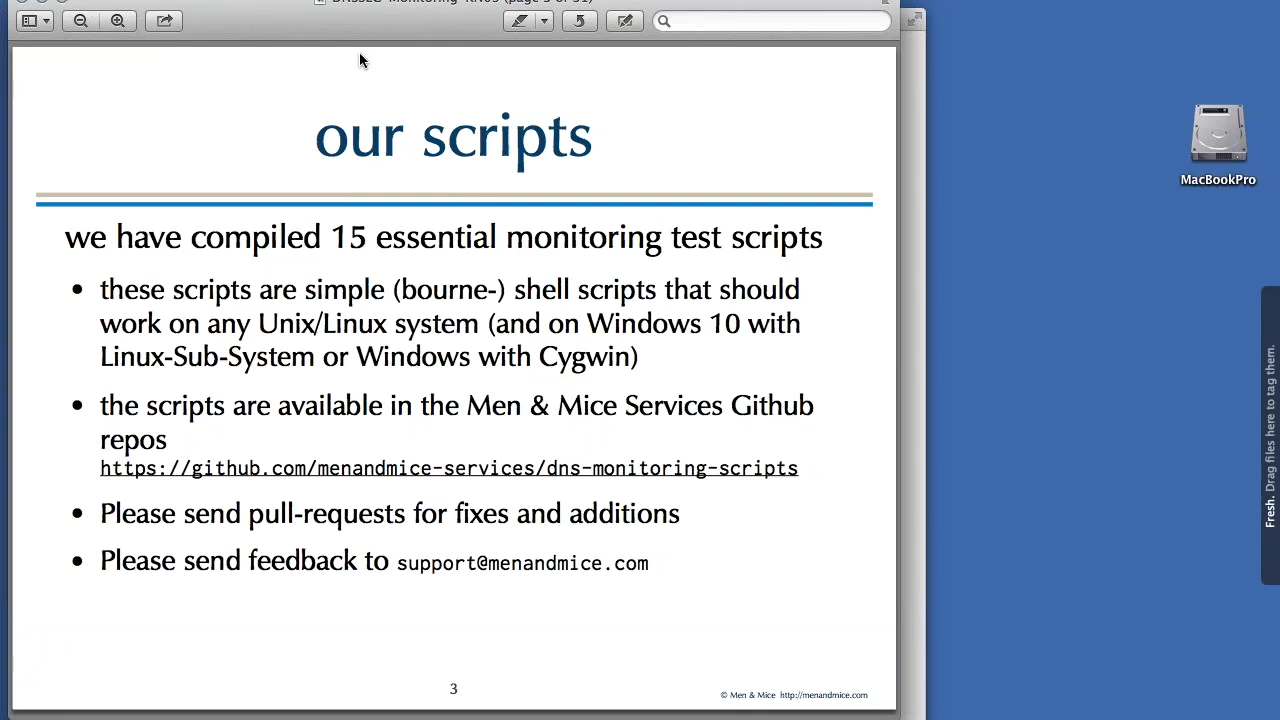 our scripts
we have compiled 15 essential monitoring test scripts
• these scripts are simple (bourne-) shell scripts that should
work on any Unix/Linux system (and on Windows 10 with
Linux-Sub-System or Windows with Cygwin)
• the scripts are available in the Men & Mice Services Github
repos
https://github.com/menandmice-services/dns-monitoring-scripts
• Please send pull-requests for fixes and additions
• Please send feedback to support@menandmice.com
3
© Men & Mice http://menandmice.com
MacBookPro
Fresh. Drag files here to tag them.